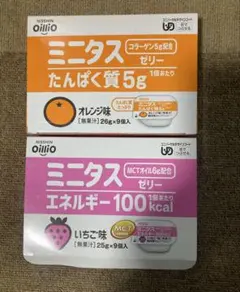 NISSHIN
OilliO
ミニタス
コラーゲン5g配合
ゼリー
たんぱく質5g
1個あたり
オレンジ味
[無果汁] 26g×9個入
NISSHIN
OilliO
ミニタス
MCTオイル6g配合
ゼリー
エネルギー100kcal
1個あたり
いちご味
[無果汁] 25g×9個入
MCT